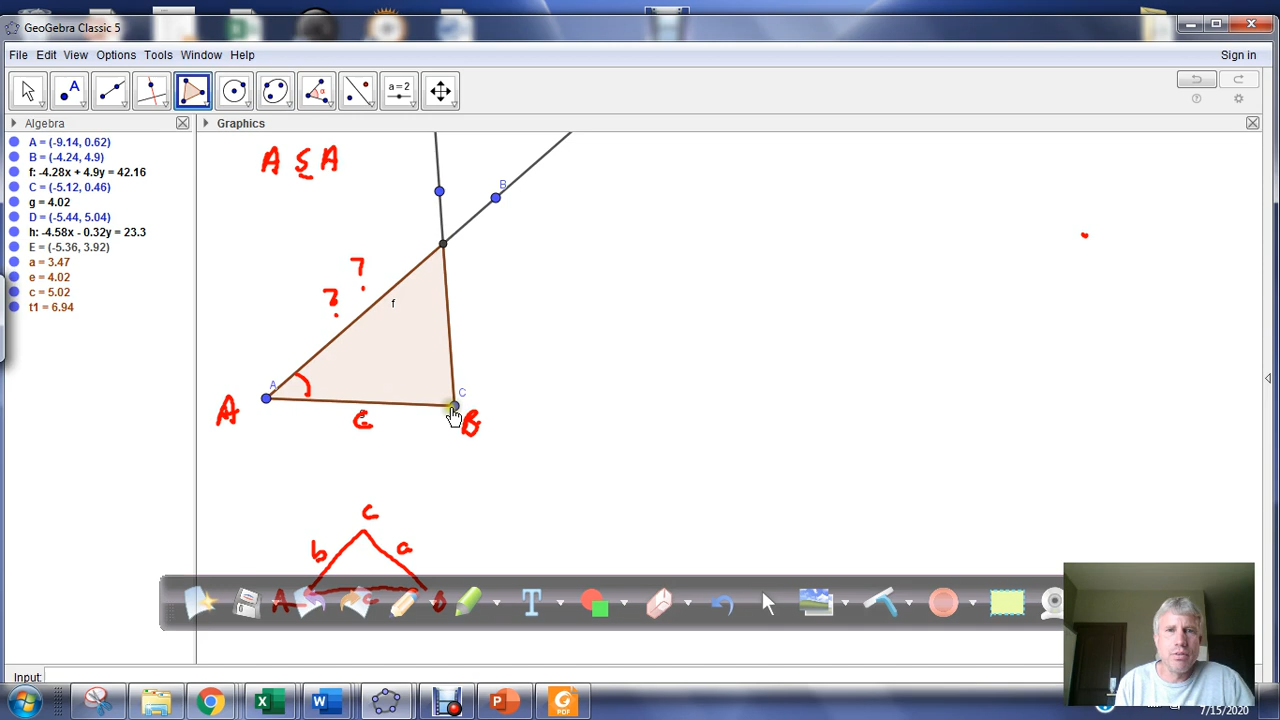 GeoGebra Classic 5
File Edit View Options Tools Window Help
Sign in
A
α
a = 2
Algebra
Graphics
A = (-9.14, 0.62)
B = (-4.24, 4.9)
f: -4.28x + 4.9y = 42.16
C = (-5.12, 0.46)
g = 4.02
D = (-5.44, 5.04)
h: -4.58x - 0.32y = 23.3
E = (-5.36, 3.92)
a = 3.47
e = 4.02
c = 5.02
t1 = 6.94
A S A
B
?
?
f
A
C
A
c
B
C
b a
A c B
T
Input:
PDF
7/15/2020